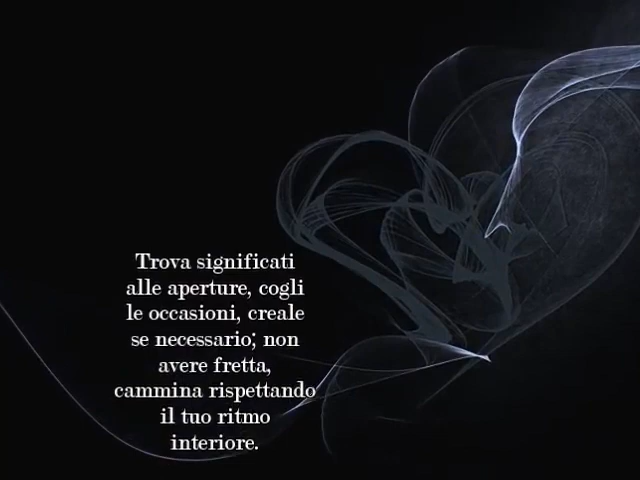 Trova significati
alle aperture, cogli
le occasioni, creale
se necessario; non
avere fretta,
cammina rispettando
il tuo ritmo
interiore.